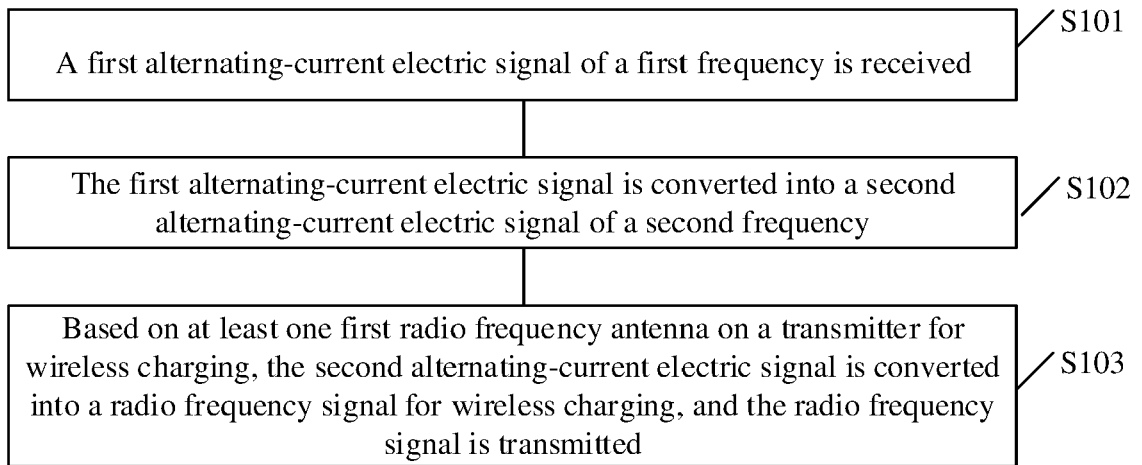 S101
A first alternating-current electric signal of a first frequency is received
S102
The first alternating-current electric signal is converted into a second
alternating-current electric signal of a second frequency
S103
Based on at least one first radio frequency antenna on a transmitter for
wireless charging, the second alternating-current electric signal is converted
into a radio frequency signal for wireless charging, and the radio frequency
signal is transmitted